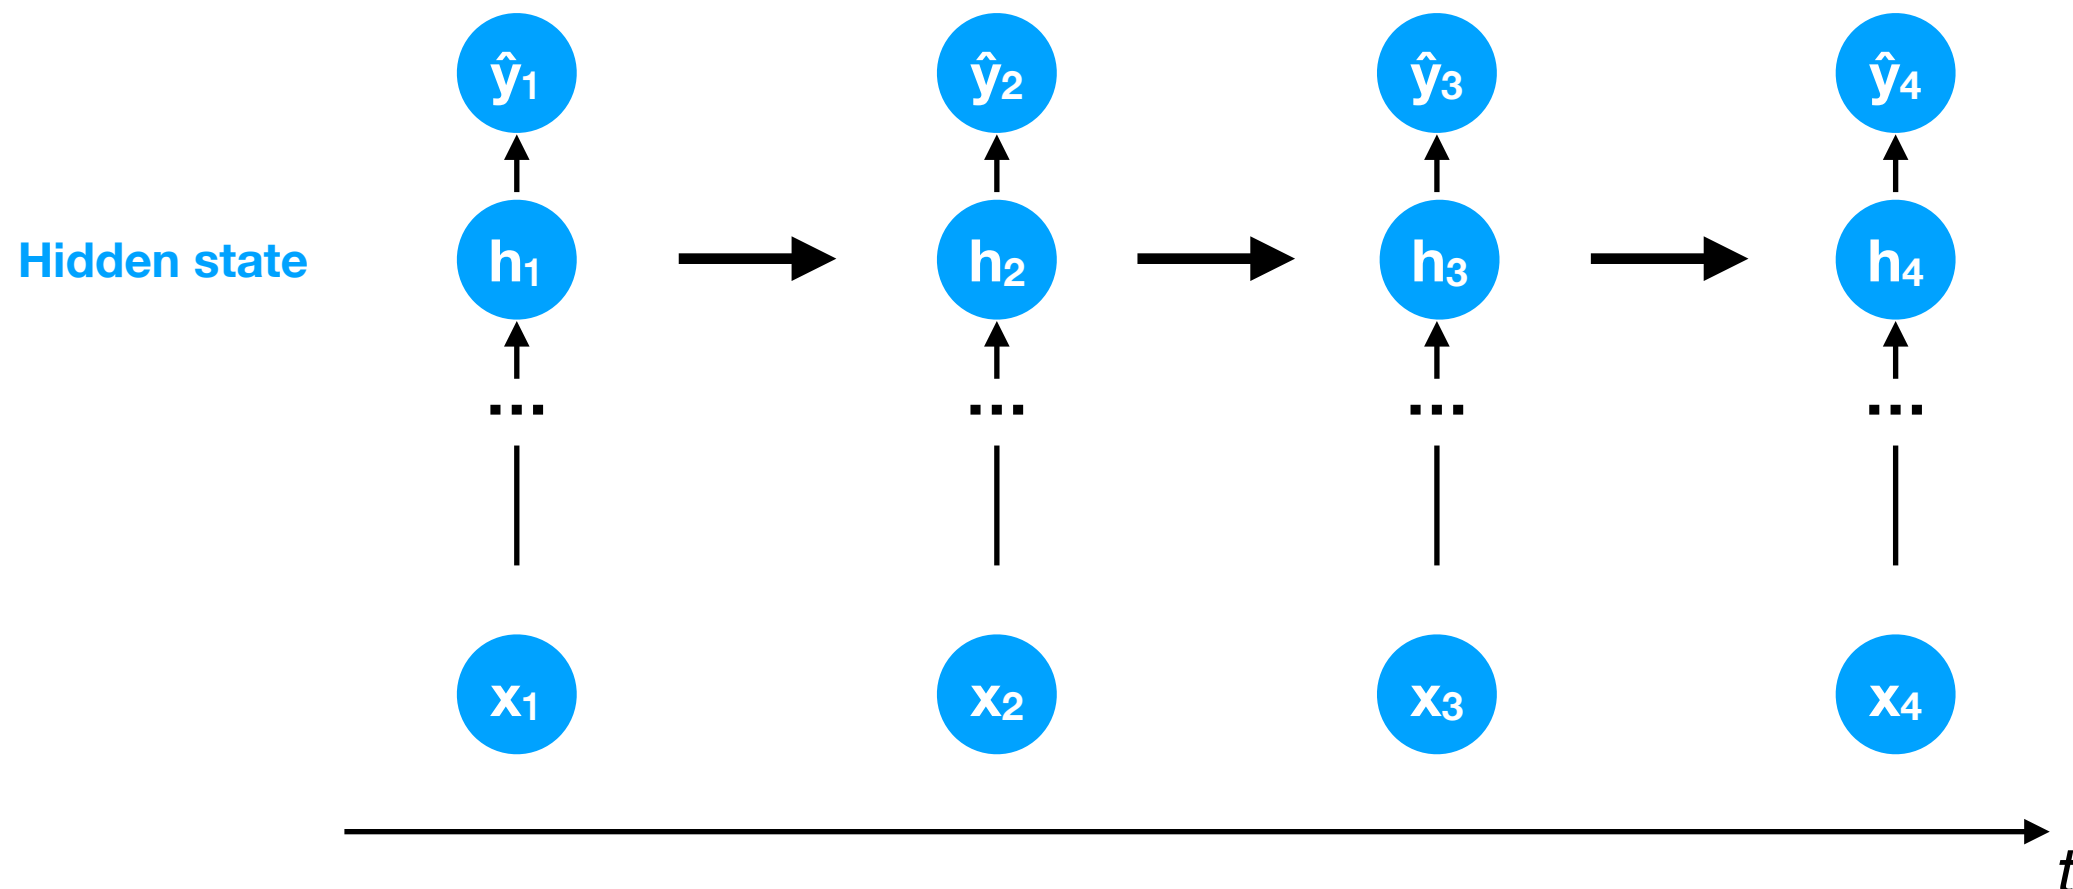 ŷ₁ ŷ₂ ŷ₃ ŷ₄
Hidden state h₁ h₂ h₃ h₄
... ... ... ...
x₁ x₂ x₃ x₄
t